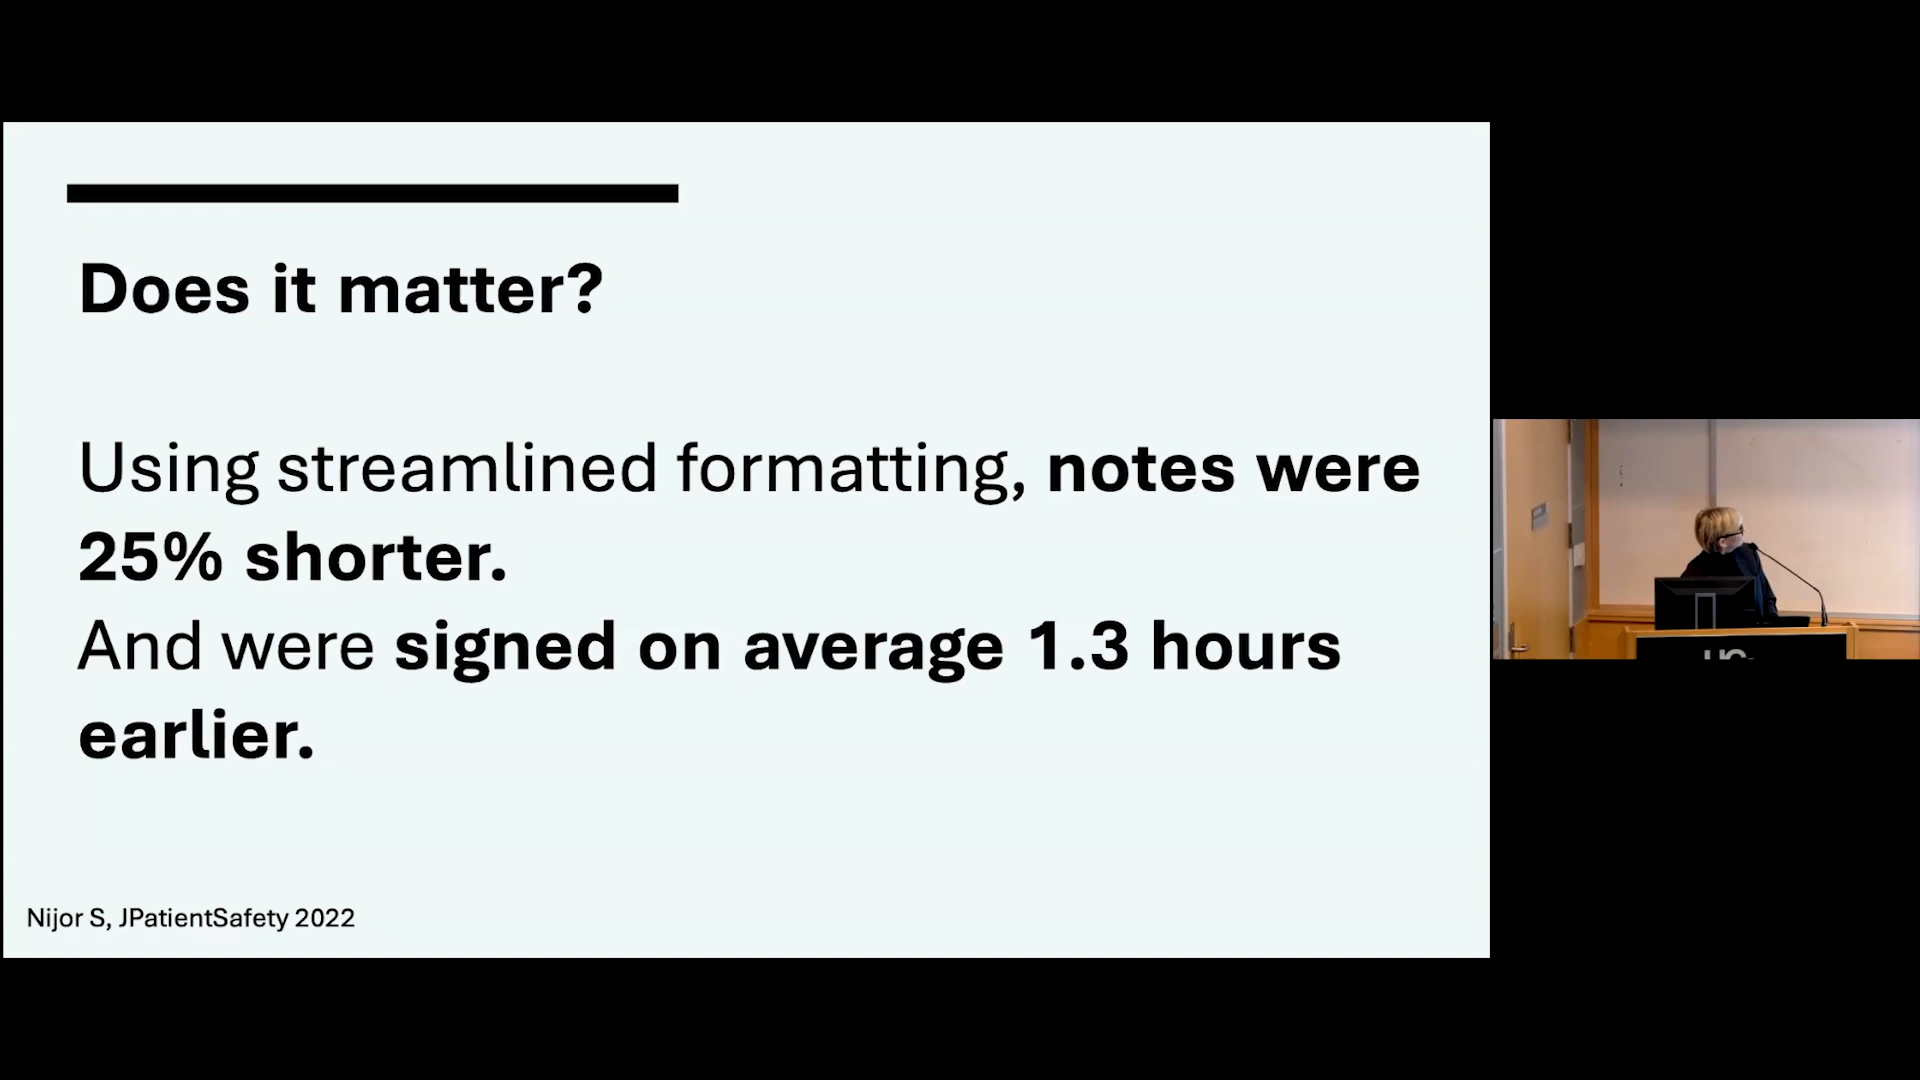 Does it matter?
Using streamlined formatting, notes were
25% shorter.
And were signed on average 1.3 hours
earlier.
Nijor S, JPatientSafety 2022